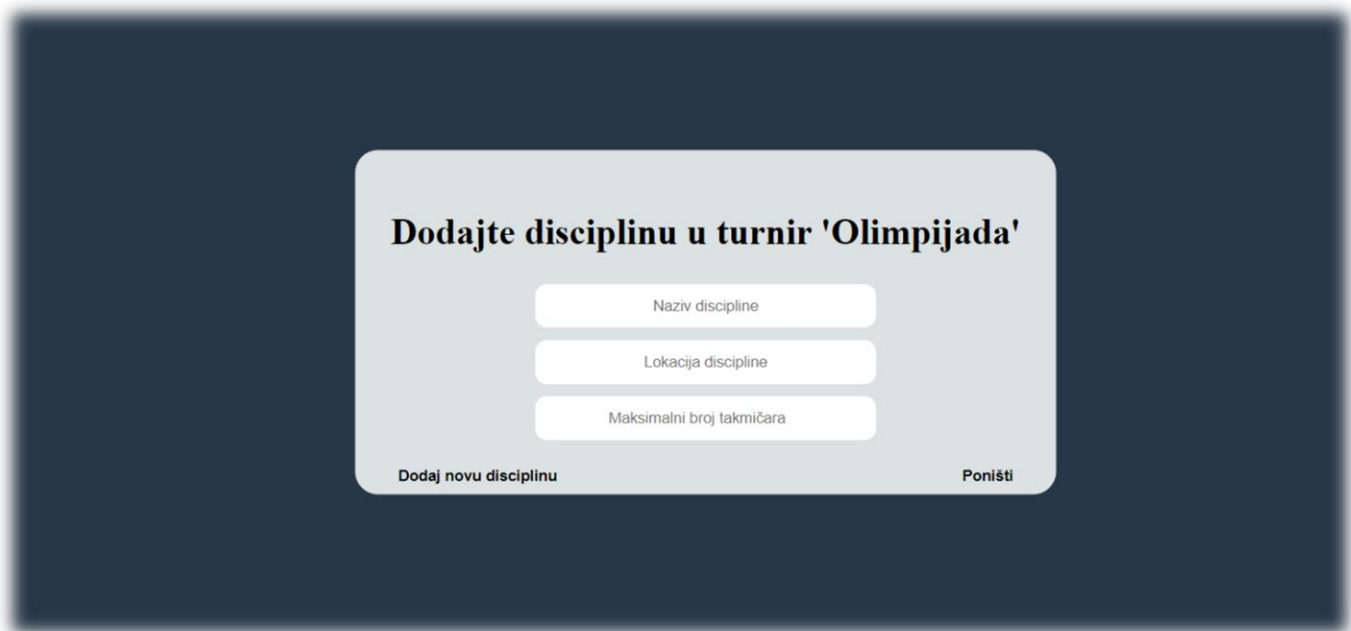 Dodajte disciplinu u turnir 'Olimpijada'
Naziv discipline
Lokacija discipline
Maksimalni broj takmičara
Dodaj novu disciplinu
Poništi